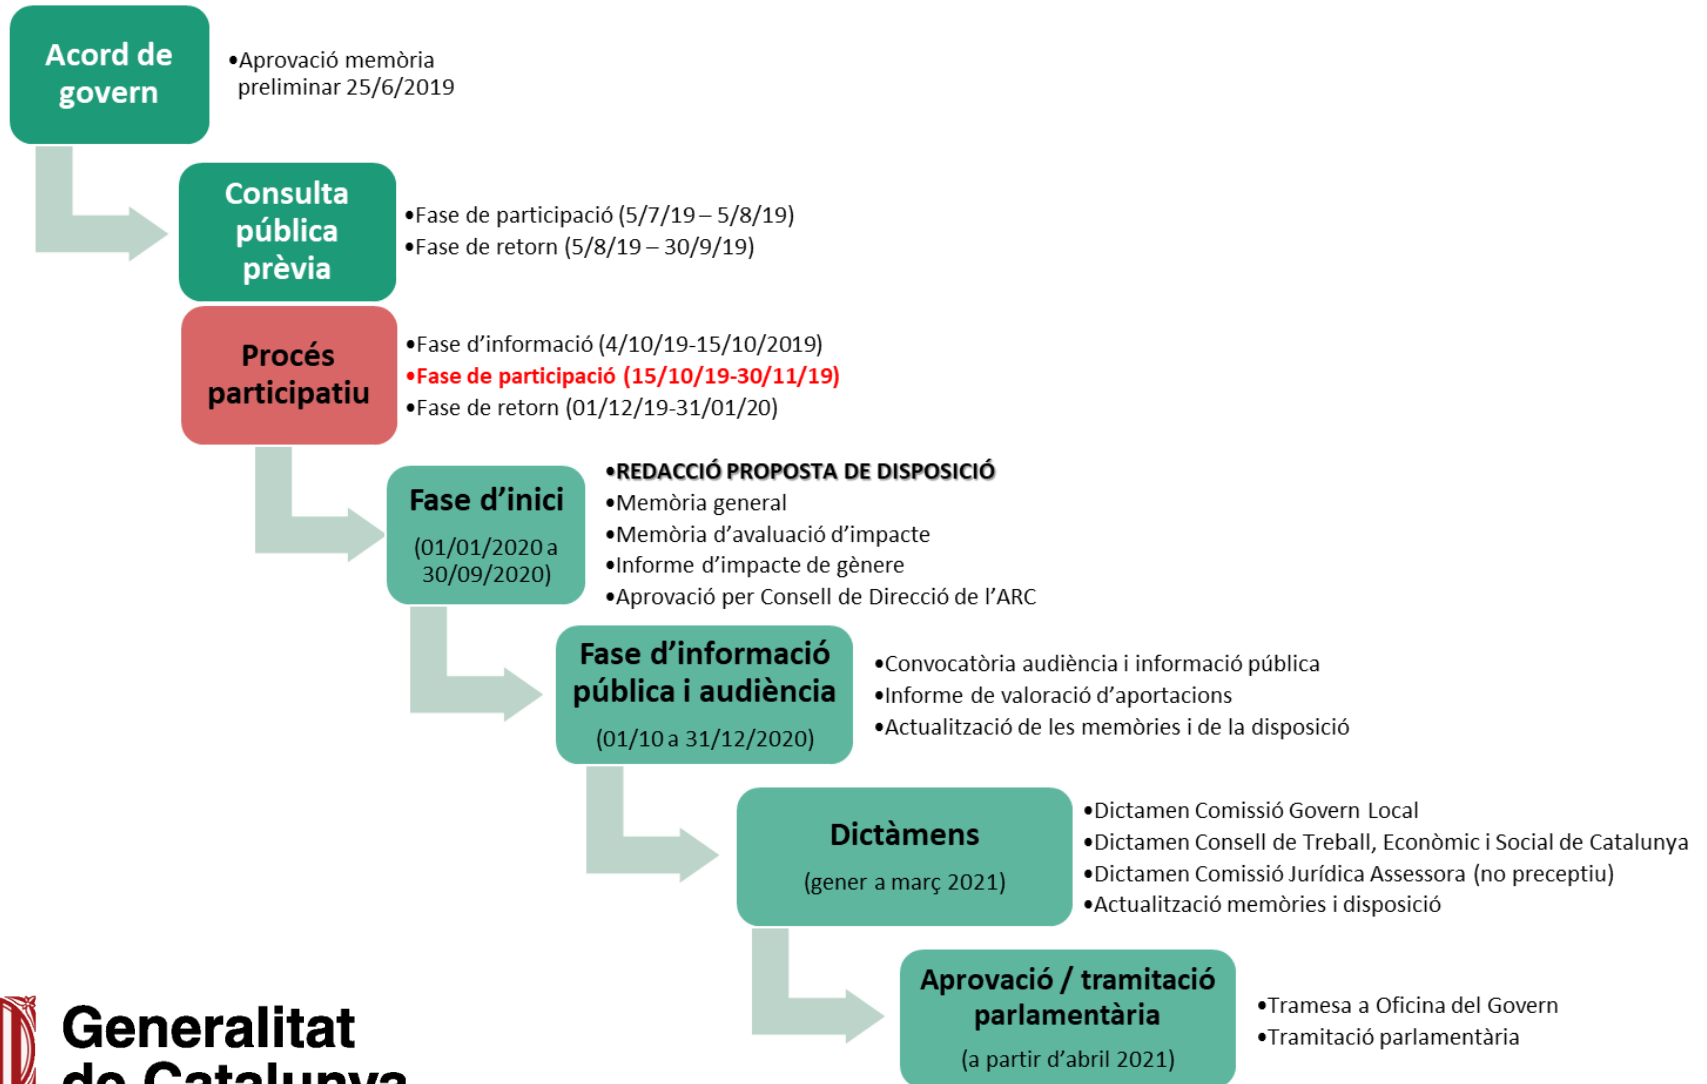 Acord de
govern
•Aprovació memòria
preliminar 25/6/2019
Consulta
pública
prèvia
•Fase de participació (5/7/19 – 5/8/19)
•Fase de retorn (5/8/19 – 30/9/19)
Procés
participatiu
•Fase d'informació (4/10/19-15/10/2019)
•Fase de participació (15/10/19-30/11/19)
•Fase de retorn (01/12/19-31/01/20)
Fase d'inici
(01/01/2020 a
30/09/2020)
•REDACCIÓ PROPOSTA DE DISPOSICIÓ
•Memòria general
•Memòria d'avaluació d'impacte
•Informe d'impacte de gènere
•Aprovació per Consell de Direcció de l'ARC
Fase d'informació
pública i audiència
(01/10 a 31/12/2020)
•Convocatòria audiència i informació pública
•Informe de valoració d'aportacions
•Actualització de les memòries i de la disposició
Dictàmens
(gener a març 2021)
•Dictamen Comissió Govern Local
•Dictamen Consell de Treball, Econòmic i Social de Catalunya
•Dictamen Comissió Jurídica Assessora (no preceptiu)
•Actualització memòries i disposició
Aprovació / tramitació
parlamentària
(a partir d'abril 2021)
•Tramesa a Oficina del Govern
•Tramitació parlamentària
Generalitat
de Catalunya